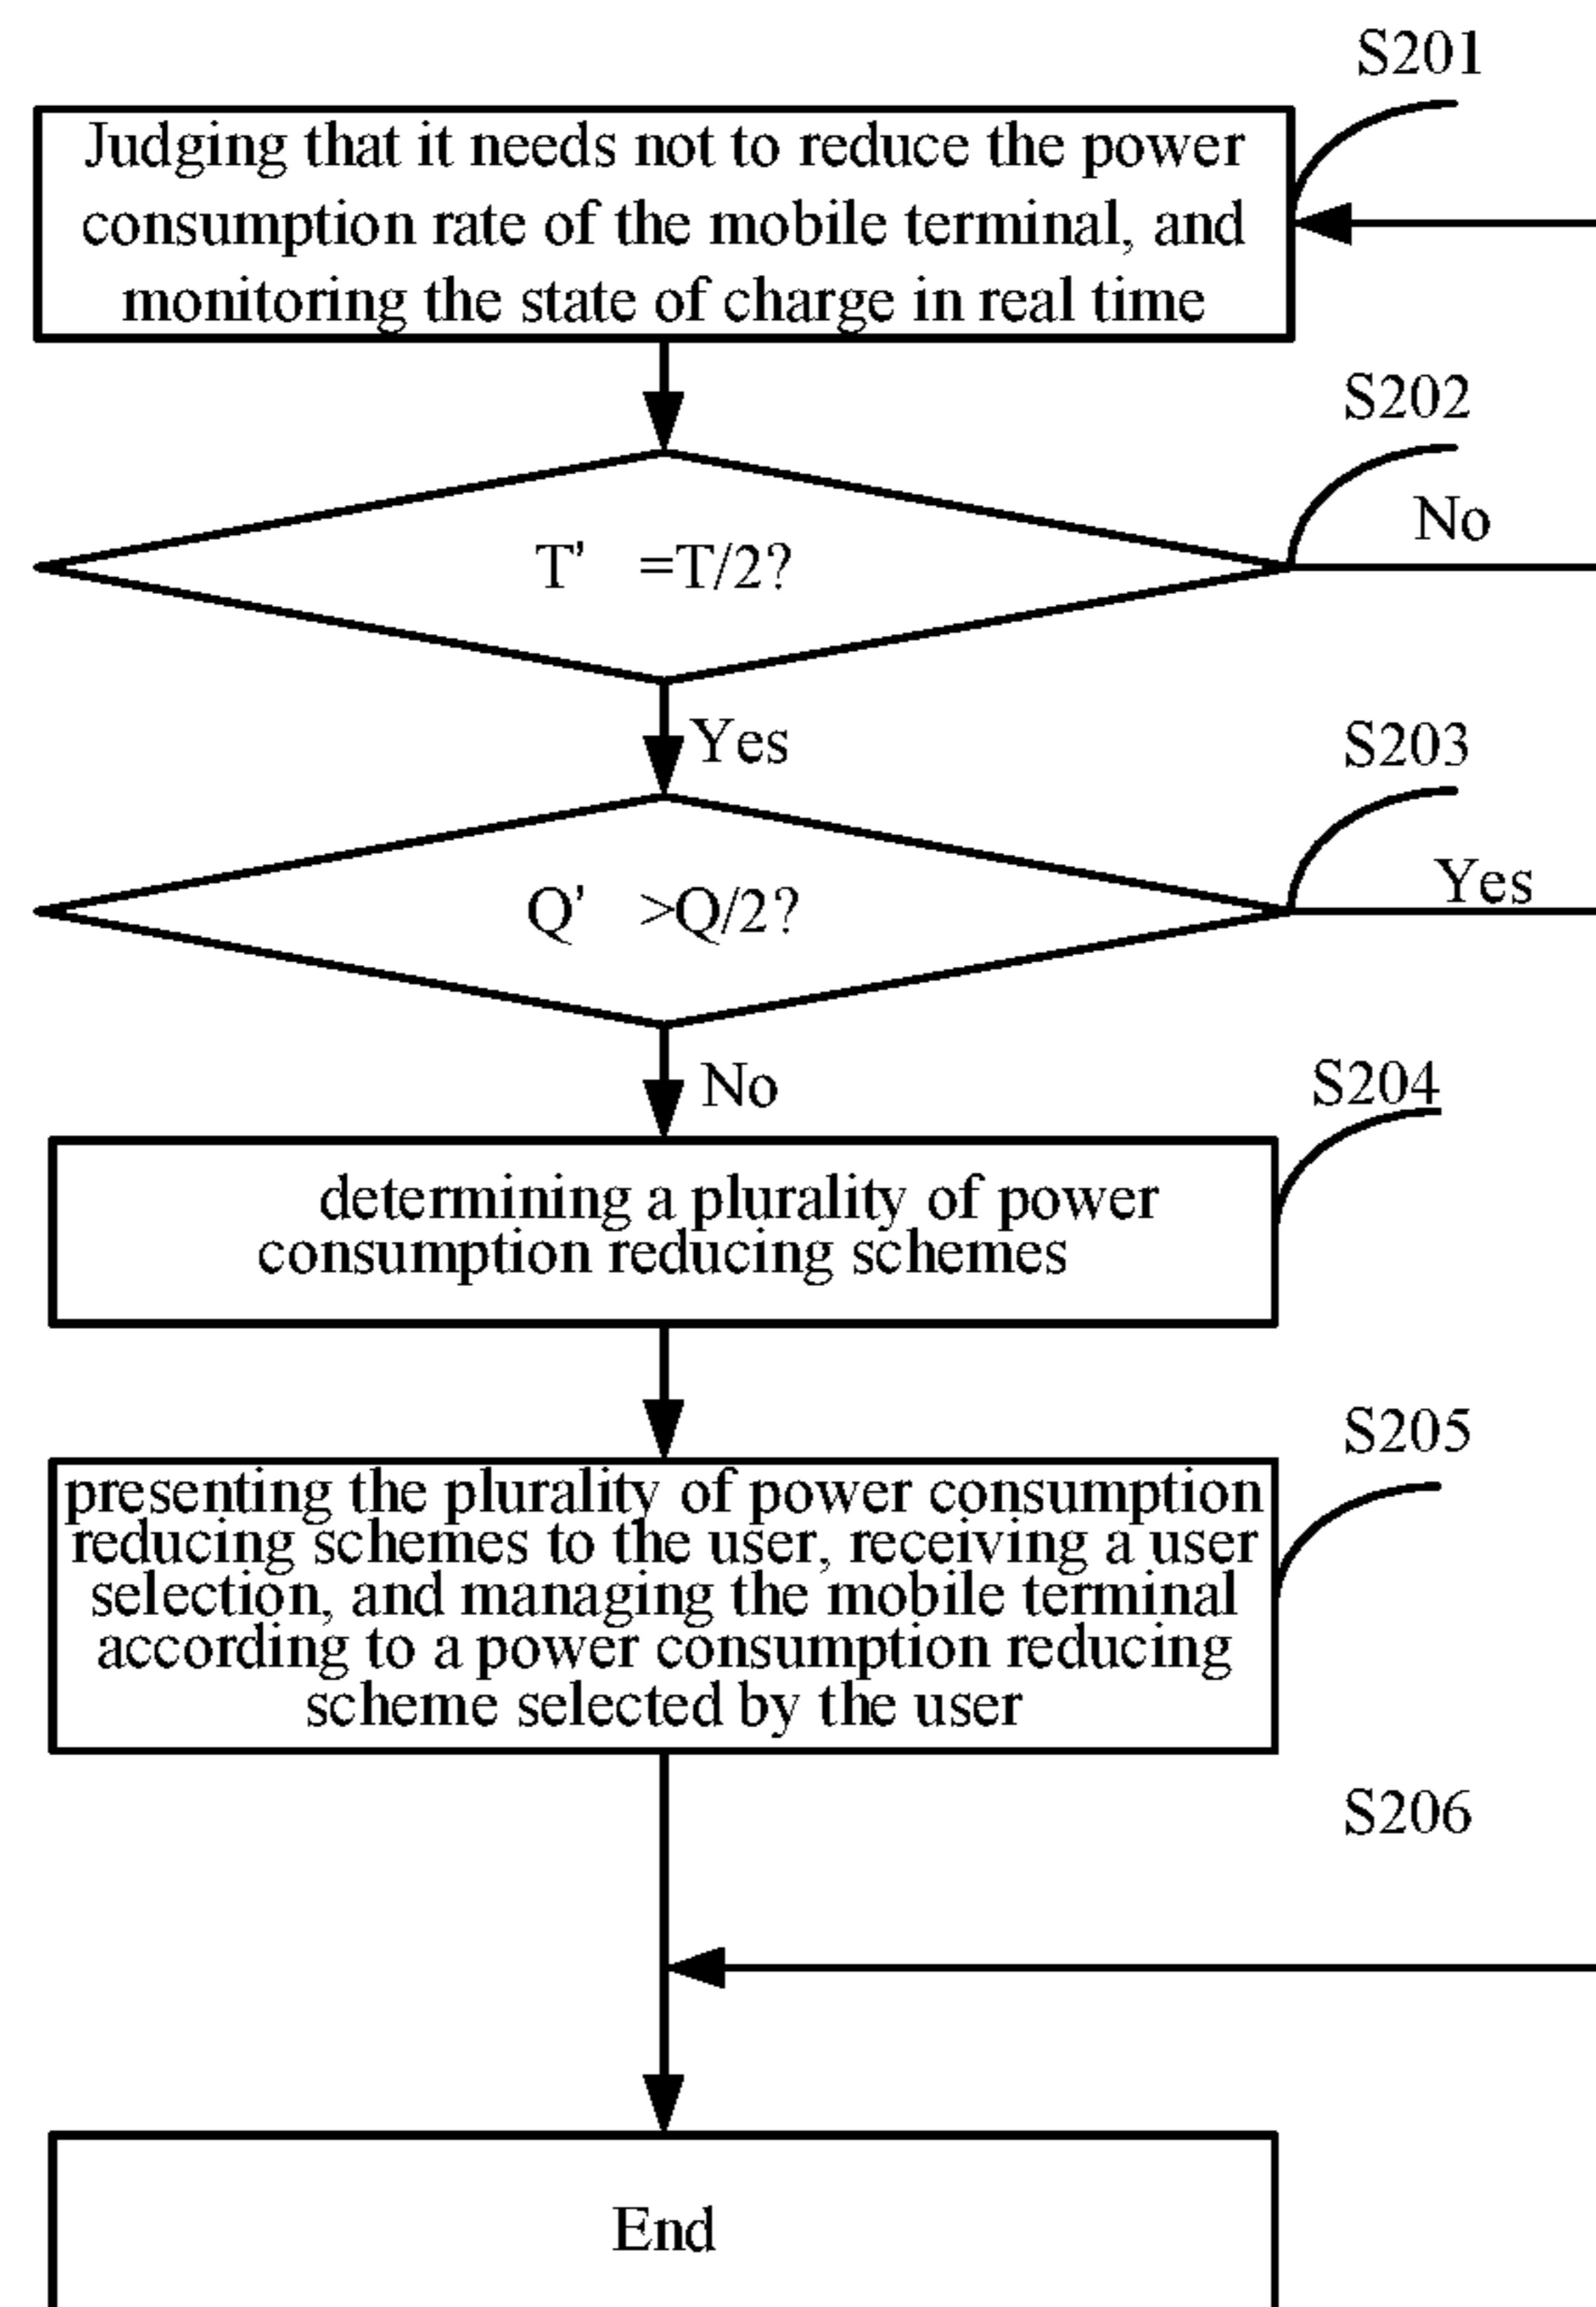 S201
Judging that it needs not to reduce the power
consumption rate of the mobile terminal, and
monitoring the state of charge in real time
S202
No
T' =T/2?
Yes
S203
Yes
Q' >Q/2?
No
S204
determining a plurality of power
consumption reducing schemes
S205
presenting the plurality of power consumption
reducing schemes to the user, receiving a user
selection, and managing the mobile terminal
according to a power consumption reducing
scheme selected by the user
S206
End